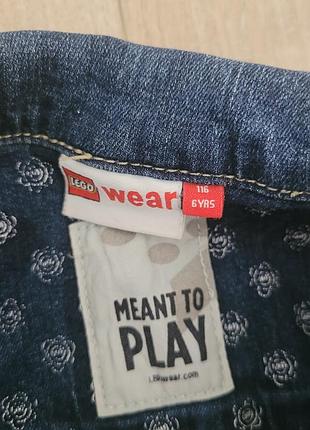 LEGO wear 116
6YRS
MEANT TO
PLAY
LEGOwear.com